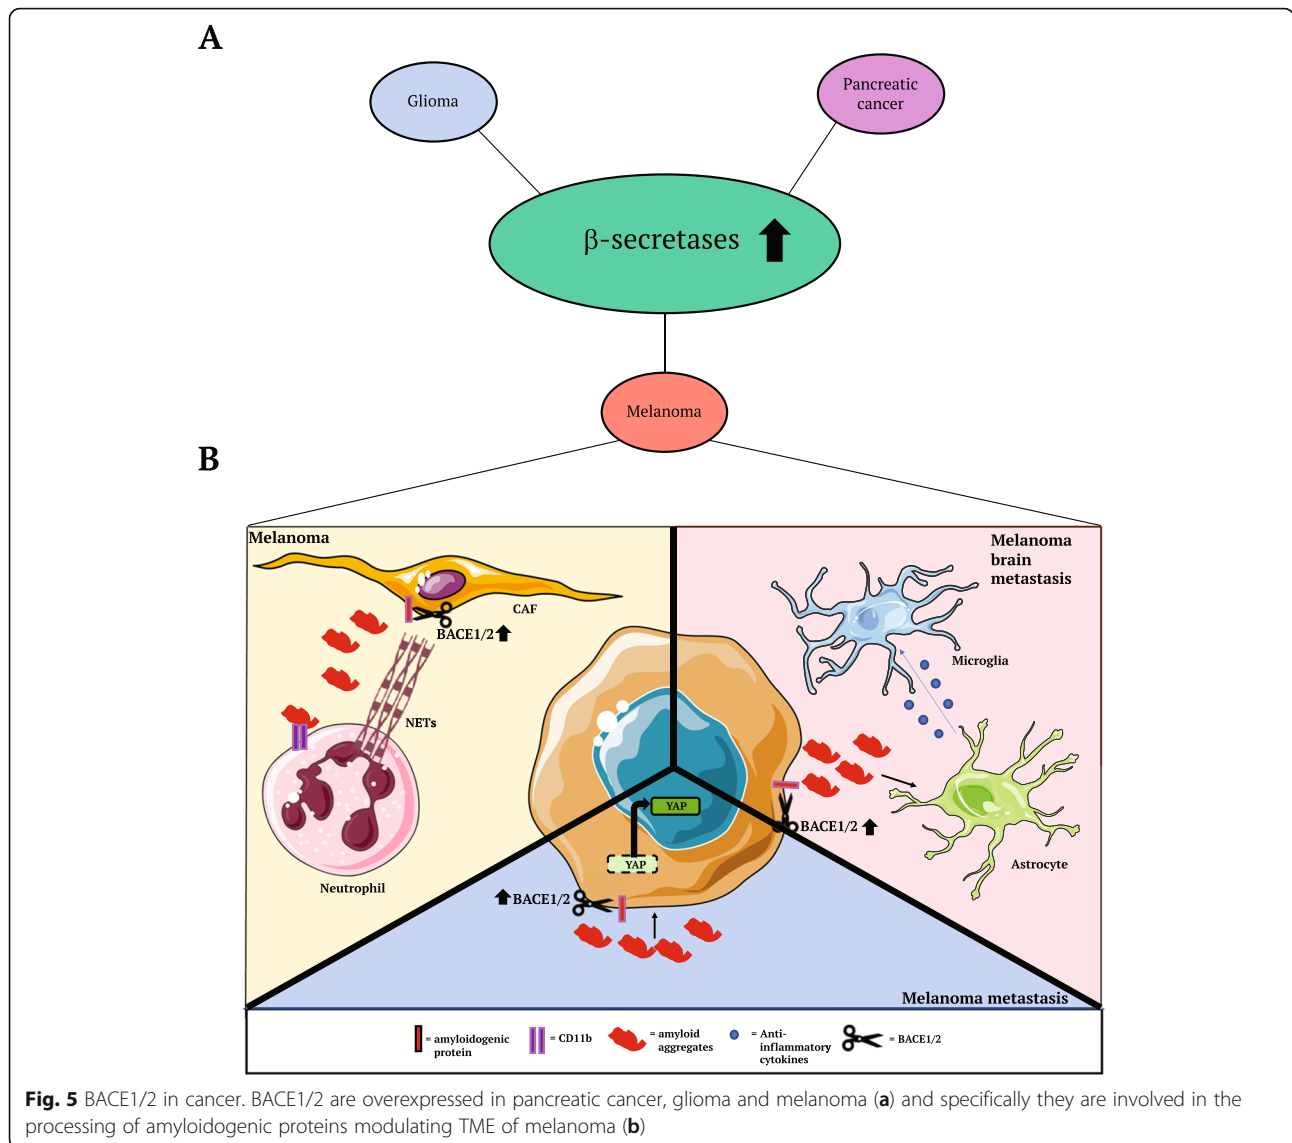 A
Glioma
Pancreatic
cancer
β-secretases
Melanoma
B
Melanoma
Melanoma
brain
metastasis
CAF
BACE1/2
Microglia
NETs
YAP
BACE1/2
YAP
Astrocyte
Neutrophil
BACE1/2
Melanoma metastasis
= amyloidogenic
protein
= CD11b
= amyloid
aggregates
= Anti-
inflammatory
cytokines
= BACE1/2
Fig. 5 BACE1/2 in cancer. BACE1/2 are overexpressed in pancreatic cancer, glioma and melanoma (a) and specifically they are involved in the
processing of amyloidogenic proteins modulating TME of melanoma (b)